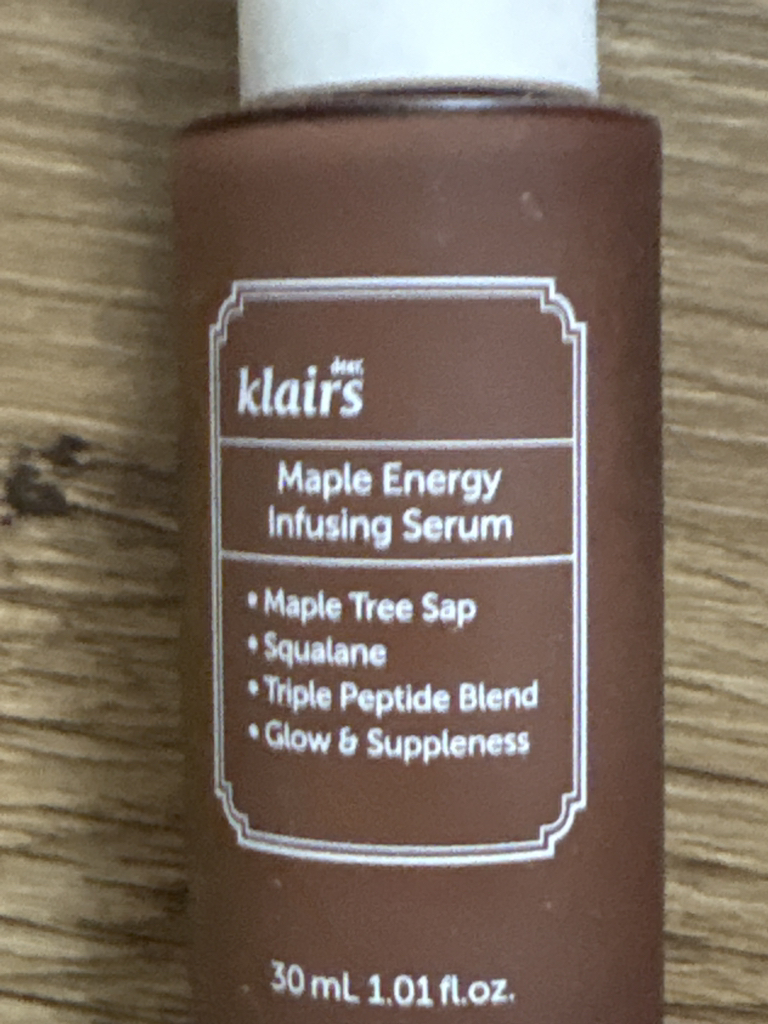 dear,
klairs
Maple Energy
Infusing Serum
• Maple Tree Sap
• Squalane
• Triple Peptide Blend
• Glow & Suppleness
30 mL 1.01 fl.oz.